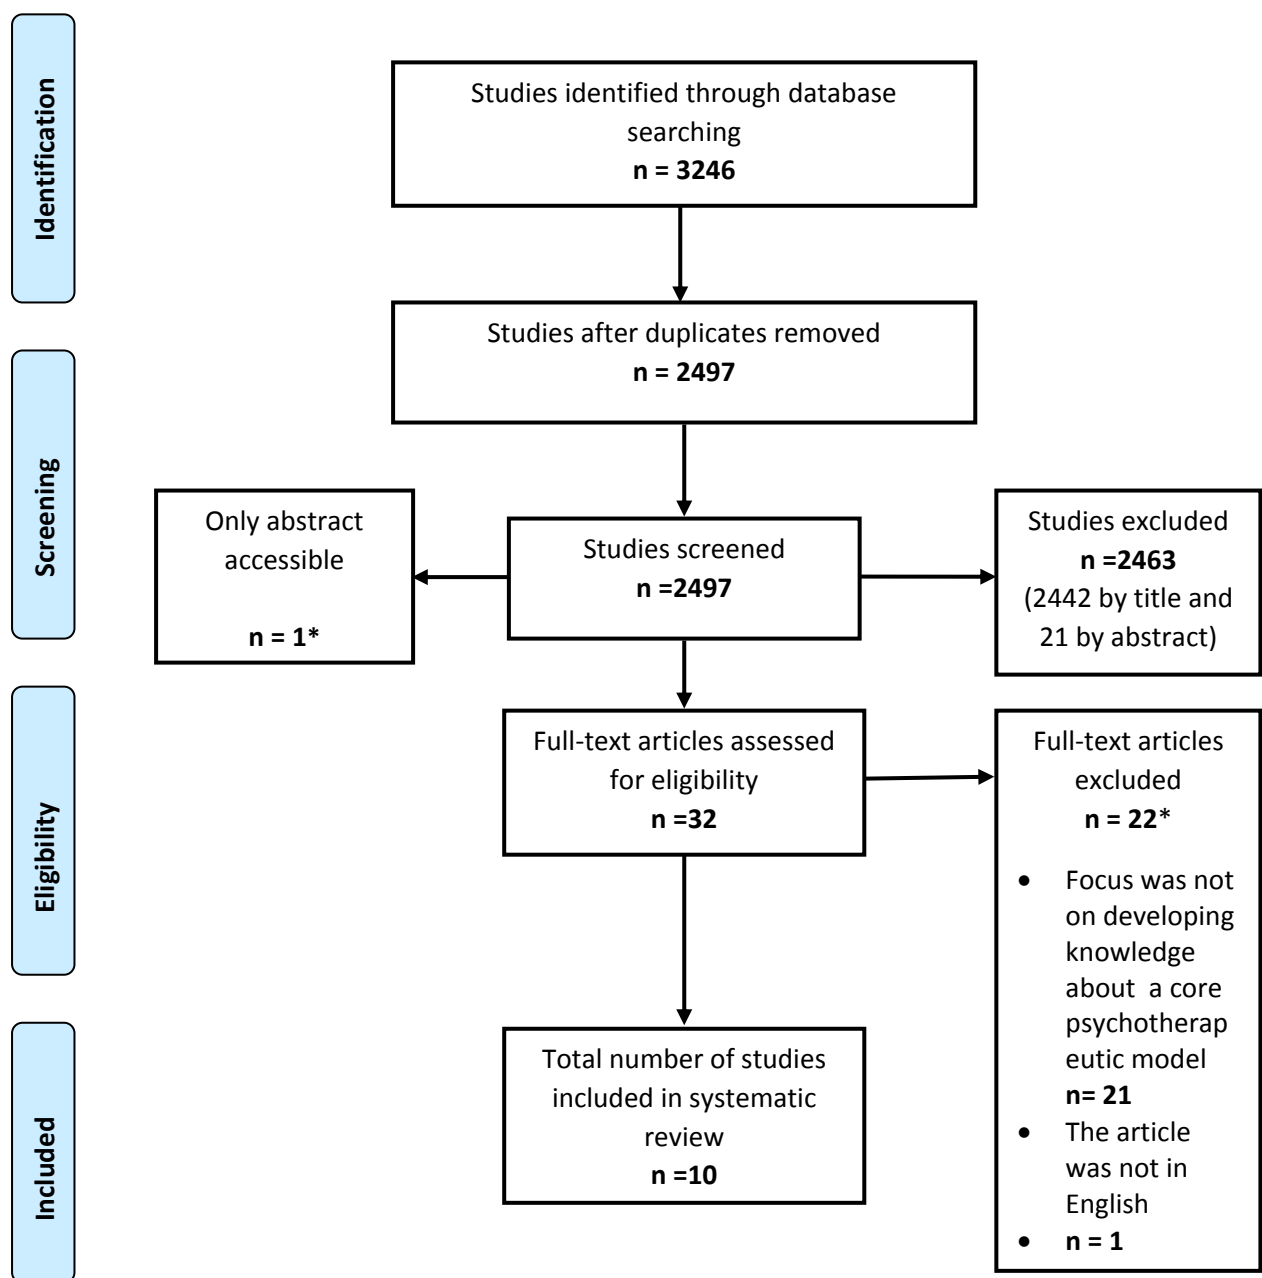 Identification
Studies identified through database
searching
n = 3246
Studies after duplicates removed
n = 2497
Screening
Only abstract
accessible
n = 1*
Studies screened
n =2497
Studies excluded
n =2463
(2442 by title and
21 by abstract)
Eligibility
Full-text articles assessed
for eligibility
n =32
Full-text articles
excluded
n = 22*
• Focus was not
on developing
knowledge
about  a core
psychotherap
eutic model
n= 21
• The article
was not in
English
• n = 1
Included
Total number of studies
included in systematic
review
n =10